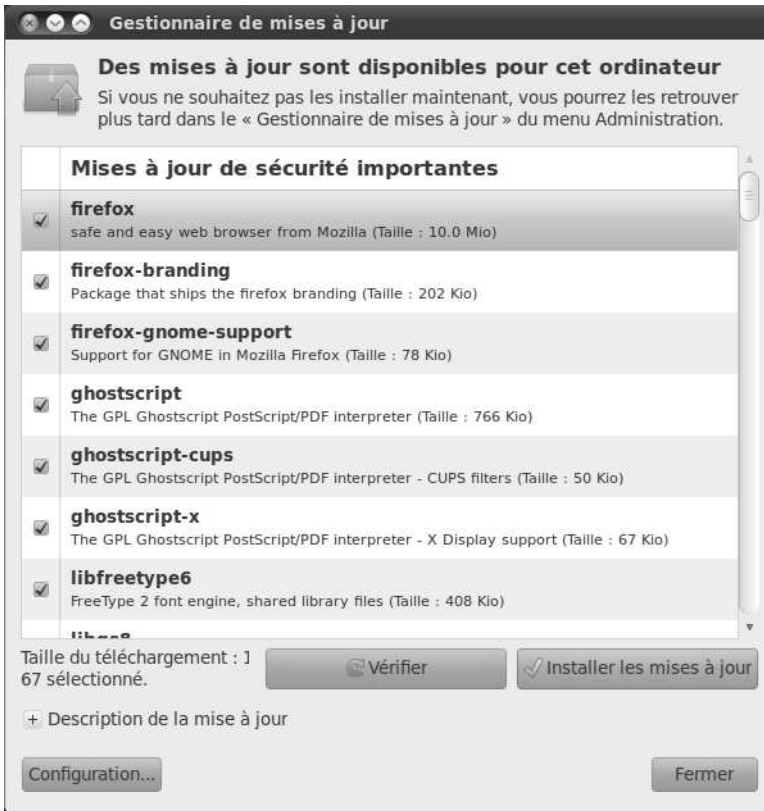 Gestionnaire de mises à jour
Des mises à jour sont disponibles pour cet ordinateur
Si vous ne souhaitez pas les installer maintenant, vous pourrez les retrouver
plus tard dans le « Gestionnaire de mises à jour » du menu Administration.
Mises à jour de sécurité importantes
firefox
safe and easy web browser from Mozilla (Taille : 10.0 Mio)
firefox-branding
Package that ships the firefox branding (Taille : 202 Kio)
firefox-gnome-support
Support for GNOME in Mozilla Firefox (Taille : 78 Kio)
ghostscript
The GPL Ghostscript PostScript/PDF interpreter (Taille : 766 Kio)
ghostscript-cups
The GPL Ghostscript PostScript/PDF interpreter - CUPS filters (Taille : 50 Kio)
ghostscript-x
The GPL Ghostscript PostScript/PDF interpreter - X Display support (Taille : 67 Kio)
libfreetype6
FreeType 2 font engine, shared library files (Taille : 408 Kio)
Taille du téléchargement : 1
67 sélectionné.
Vérifier
Installer les mises à jour
+ Description de la mise à jour
Configuration...
Fermer